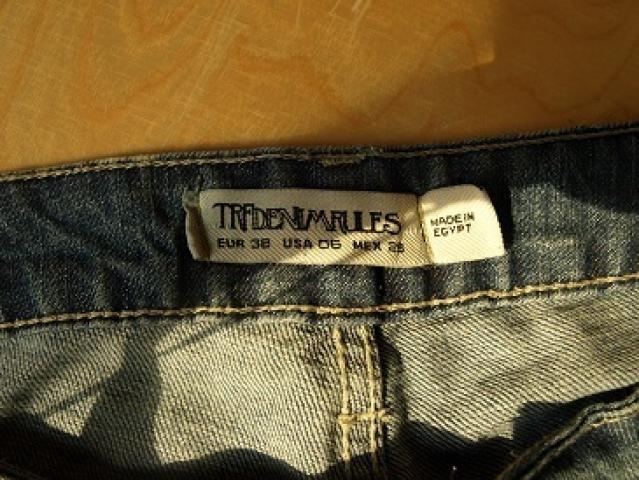 TRFDENIMRULES
EUR 38 USA 06 MEX 28
MADE IN
EGYPT